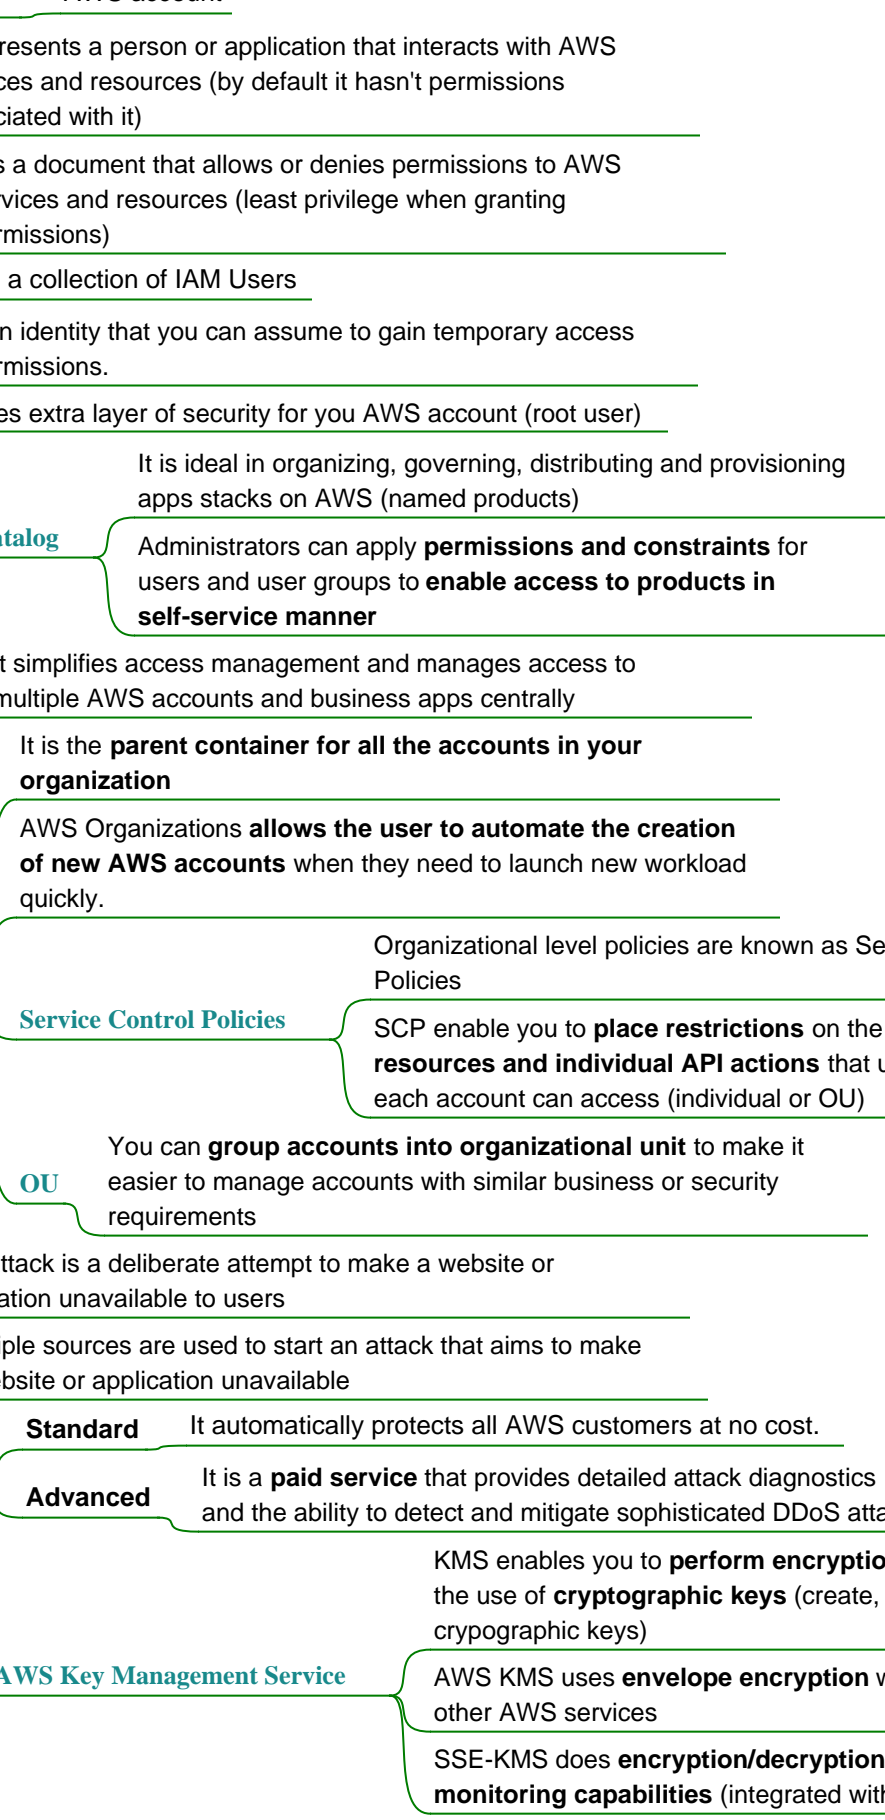 AWS account
resents a person or application that interacts with AWS
ces and resources (by default it hasn't permissions
ciated with it)
s a document that allows or denies permissions to AWS
rvices and resources (least privilege when granting
rmissions)
a collection of IAM Users
n identity that you can assume to gain temporary access
rmissions.
es extra layer of security for you AWS account (root user)
atalog
It is ideal in organizing, governing, distributing and provisioning
apps stacks on AWS (named products)
Administrators can apply permissions and constraints for
users and user groups to enable access to products in
self-service manner
t simplifies access management and manages access to
multiple AWS accounts and business apps centrally
It is the parent container for all the accounts in your
organization
AWS Organizations allows the user to automate the creation
of new AWS accounts when they need to launch new workload
quickly.
Service Control Policies
Organizational level policies are known as Se
Policies
SCP enable you to place restrictions on the
resources and individual API actions that u
each account can access (individual or OU)
OU
You can group accounts into organizational unit to make it
easier to manage accounts with similar business or security
requirements
ttack is a deliberate attempt to make a website or
ation unavailable to users
iple sources are used to start an attack that aims to make
ebsite or application unavailable
Standard
It automatically protects all AWS customers at no cost.
Advanced
It is a paid service that provides detailed attack diagnostics
and the ability to detect and mitigate sophisticated DDoS atta
AWS Key Management Service
KMS enables you to perform encryptio
the use of cryptographic keys (create,
crypographic keys)
AWS KMS uses envelope encryption w
other AWS services
SSE-KMS does encryption/decryption
monitoring capabilities (integrated with